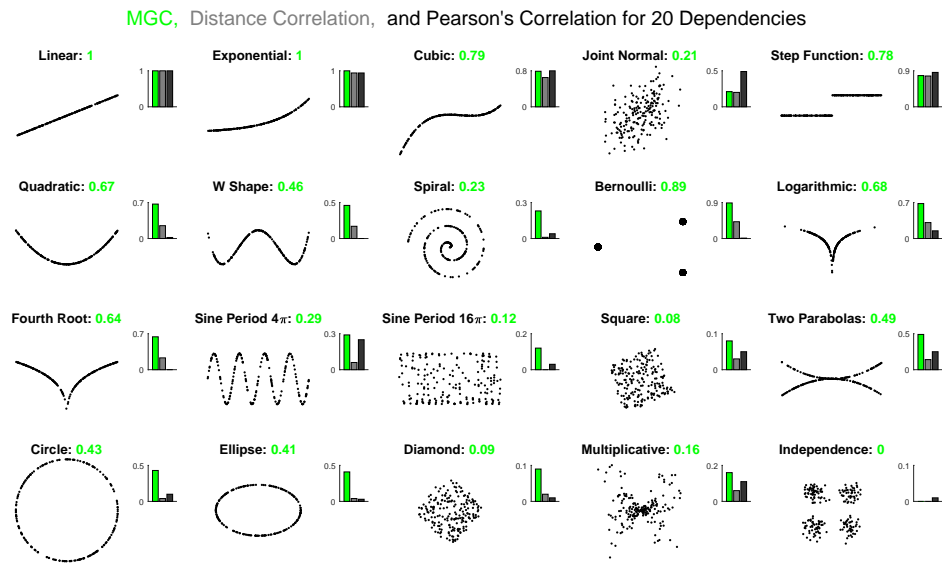 MGC, Distance Correlation, and Pearson's Correlation for 20 Dependencies
Linear: 1
1
0
Exponential: 1
1
0
Cubic: 0.79
0.8
0
Joint Normal: 0.21
0.5
0
Step Function: 0.78
0.9
0
Quadratic: 0.67
0.7
0
W Shape: 0.46
0.5
0
Spiral: 0.23
0.3
0
Bernoulli: 0.89
0.9
0
Logarithmic: 0.68
0.7
0
Fourth Root: 0.64
0.7
0
Sine Period 4π: 0.29
0.3
0
Sine Period 16π: 0.12
0.2
0
Square: 0.08
0.1
0
Two Parabolas: 0.49
0.5
0
Circle: 0.43
0.5
0
Ellipse: 0.41
0.5
0
Diamond: 0.09
0.1
0
Multiplicative: 0.16
0.2
0
Independence: 0
0.1
0